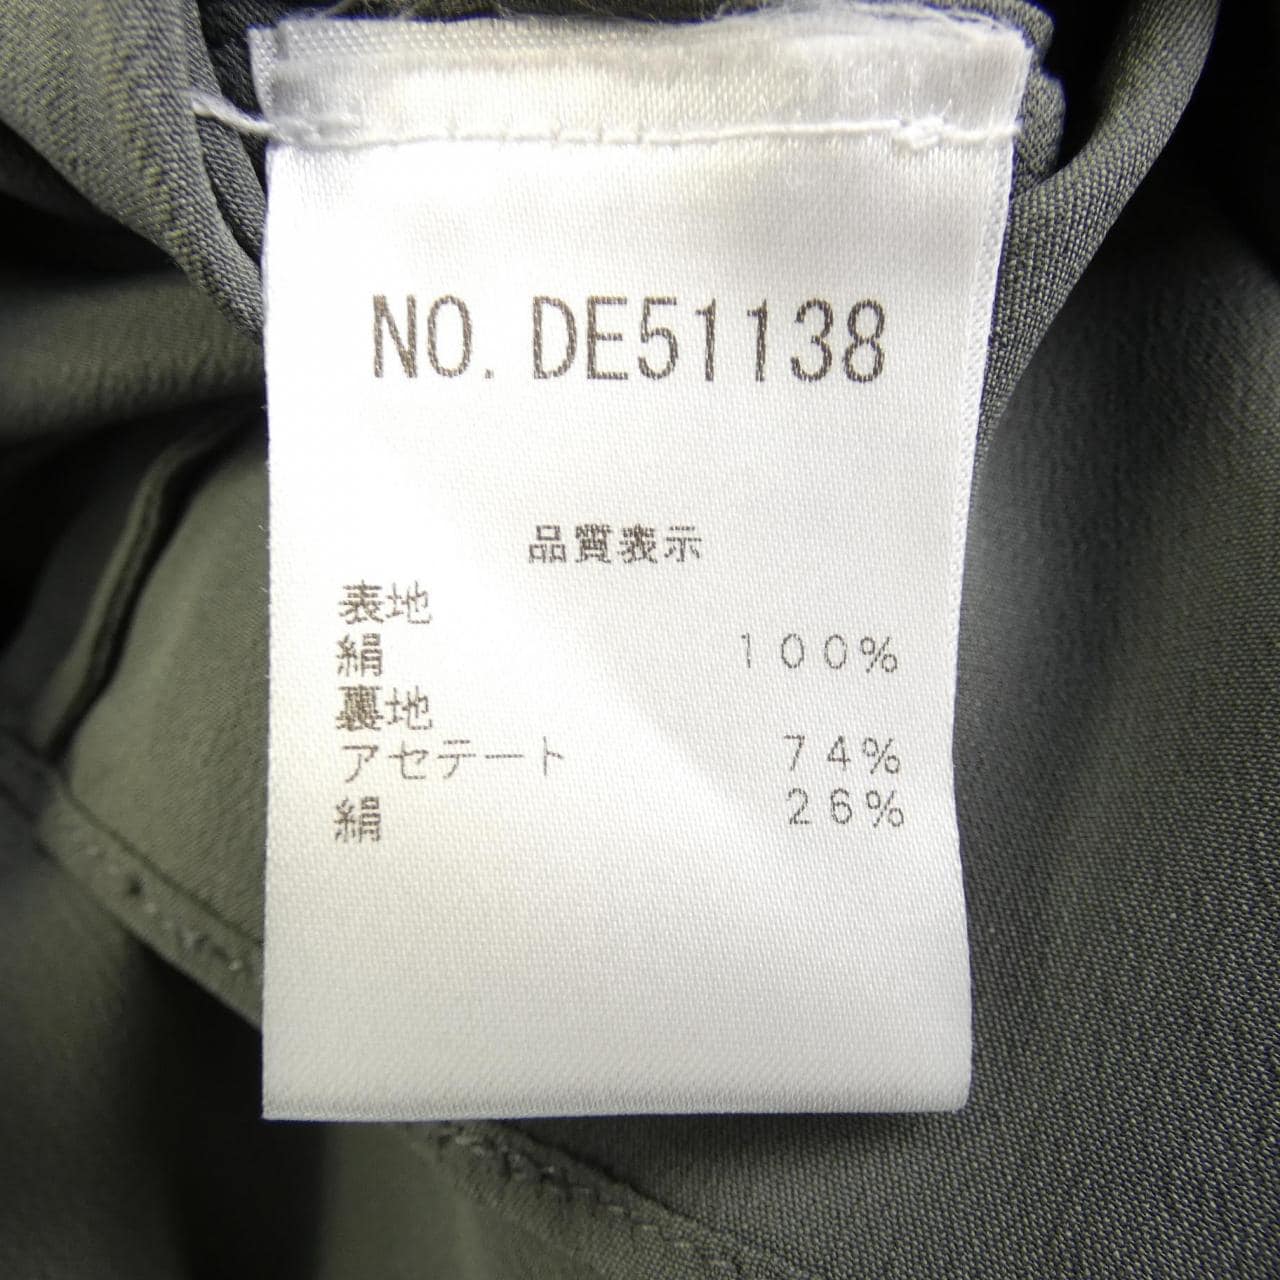 NO. DE51138
品質表示
表地
絹 100%
裏地
アセテート 74%
絹 26%